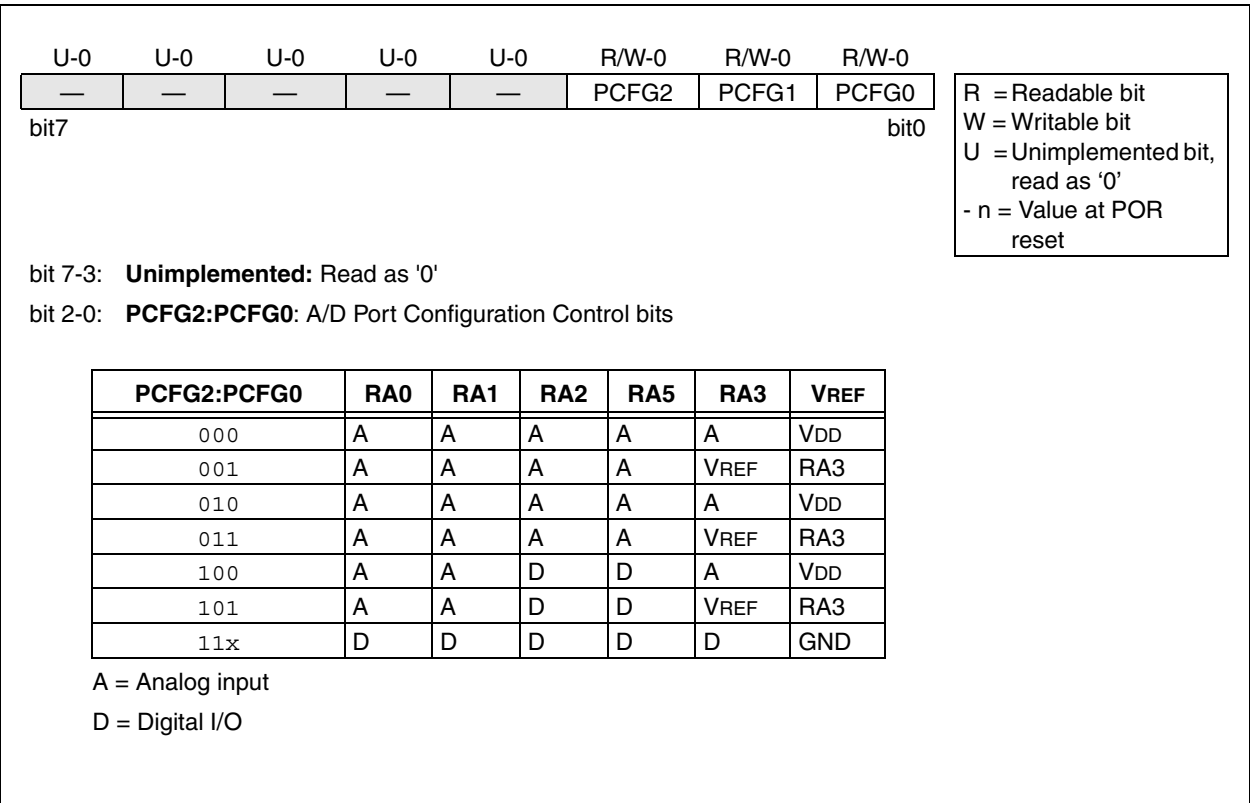 U-0 U-0 U-0 U-0 U-0 R/W-0 R/W-0 R/W-0
— — — — — PCFG2 PCFG1 PCFG0
bit7 bit0
R = Readable bit
W = Writable bit
U = Unimplemented bit,
read as ‘0’
- n = Value at POR
reset
bit 7-3: Unimplemented: Read as '0'
bit 2-0: PCFG2:PCFG0: A/D Port Configuration Control bits
PCFG2:PCFG0 RA0 RA1 RA2 RA5 RA3 VREF
000 A A A A A VDD
001 A A A A VREF RA3
010 A A A A A VDD
011 A A A A VREF RA3
100 A A D D A VDD
101 A A D D VREF RA3
11x D D D D D GND
A = Analog input
D = Digital I/O